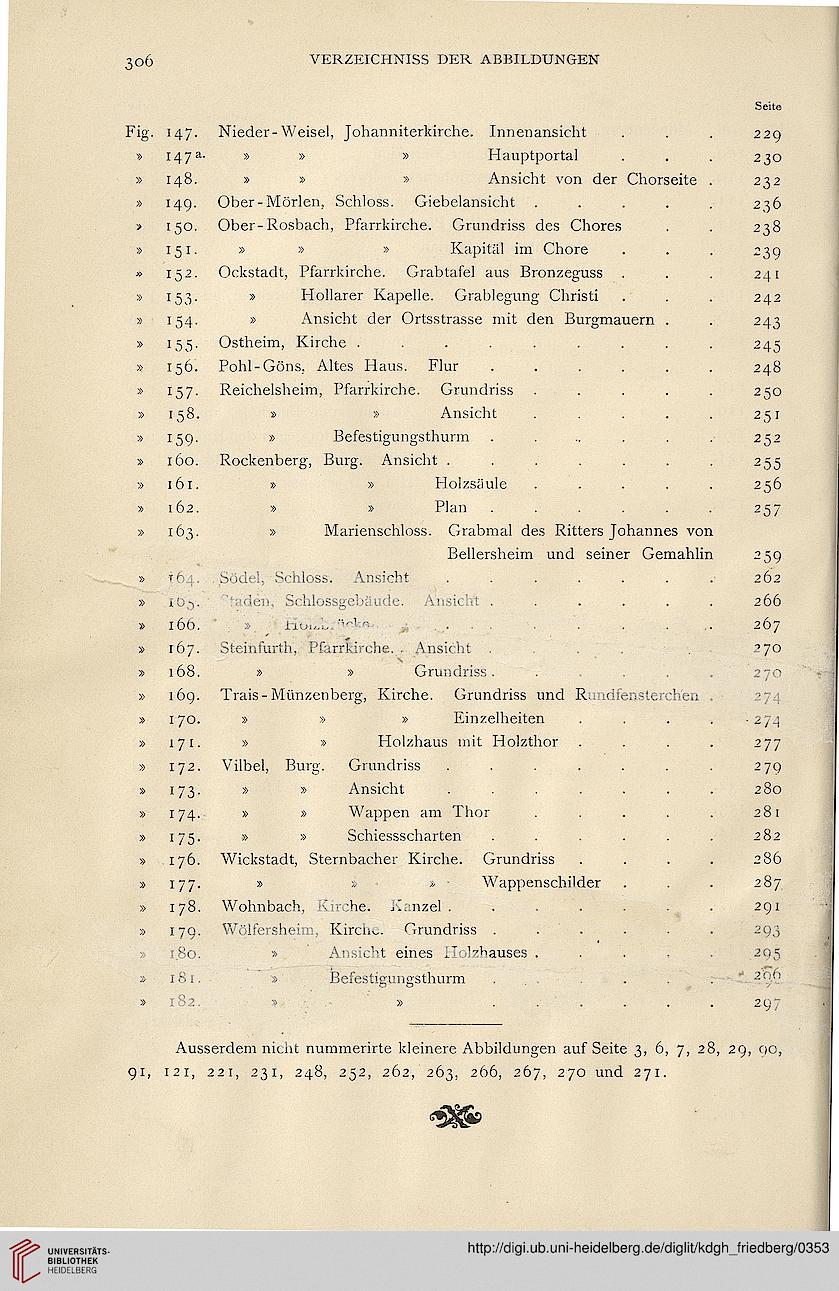 306 VERZEICHNISS DER ABBILDUNGEN
Seite
Fig. 147. Nieder-Weisel, Johanniterkirche. Innenansicht . . . 229
» 147a. » » » Hauptportal . . . 230
» 148. » » » Ansicht von der Chorseite . 232
» 149. Ober-Mörlen, Schloss. Giebelansicht . . . . . 236
» 150. Ober-Rosbach, Pfarrkirche. Grundriss des Chores . . 238
» 151. » » » Kapitäl im Chore . . . 239
» 152. Ockstadt, Pfarrkirche. Grabtafel aus Bronzeguss . . . 241
» 153. » Hollarer Kapelle. Grablegung Christi . . . 242
» 154. » Ansicht der Ortsstrasse mit den Burgmauern . . 243
» 155. Ostheim, Kirche . . . . . . . . . 245
» 156. Pohl-Göns, Altes Haus. Flur . . . . . . 248
» 157. Reichelsheim, Pfarrkirche. Grundriss . . . . . 250
» 158. » » Ansicht . . . . . 251
» 159. » Befestigungsthurm . . . . . . 252
» 160. Rockenberg, Burg. Ansicht . . . . . . . 255
» 161. » » Holzsäule . . . . . 256
» 162. » » Plan . . . . . . 257
» 163. » Marienschloss. Grabmal des Ritters Johannes von
Bellersheim und seiner Gemahlin 259
» 164. Södel, Schloss. Ansicht . . . . . . . 262
» 165. Staden, Schlossgebäude. Ansicht . . . . . . 266
» 166. » . . . . . . . 267
» 167. Steinfurth, Pfarrkirche. Ansicht . . . . . . 270
» 168. » » Grundriss . . . . . . 270
» 169. Trais-Münzenberg, Kirche. Grundriss und Rundfensterchen . 274
» 170. » » » Einzelheiten . . . . 274
» 171. » » Holzhaus mit Holzthor . . . . 277
» 172. Vilbel, Burg. Grundriss . . . . . . . 279
» 173. » » Ansicht . . . . . . . 280
» 174. » » Wappen am Thor . . . . . 281
» 175. » » Schiessscharten . . . . . . 282
» 176. Wickstadt, Sternbacher Kirche. Grundriss . . . . 286
» 177. » » » Wappenschilder . . . 287
» 178. Wohnbach, Kirche. Kanzel . . . . . . . 291
» 179. Wölfersheim, Kirche. Grundriss . . . . . . 293
» 180. » Ansicht eines Holzhauses . . . . . 295
» 181. » Befestigungsthurm . . . . . . 296
» 182. » » . . . . . . 297
Ausserdem nicht nummerirte kleinere Abbildungen auf Seite 3, 6, 7, 28, 29, 90,
91, 121, 221, 231, 248, 252, 262, 263, 266, 267, 270 und 271.
UNIVERSITÄTS-
BIBLIOTHEK
HEIDELBERG
http://digi.ub.uni-heidelberg.de/diglit/kdgh_friedberg/0353